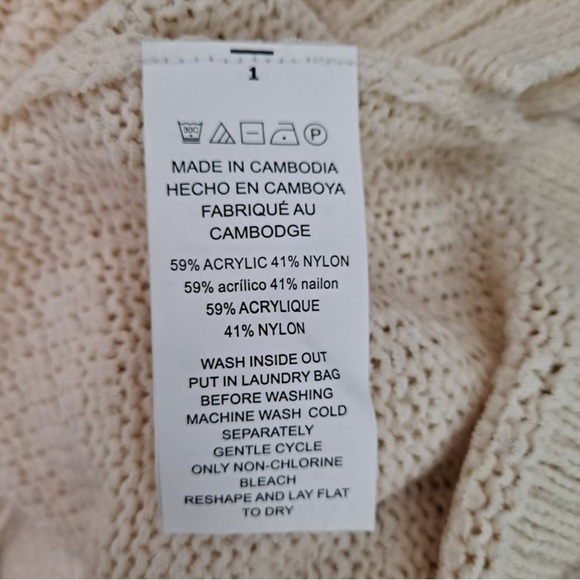 1
30C P
MADE IN CAMBODIA
HECHO EN CAMBOYA
FABRIQUÉ AU
CAMBODGE
59% ACRYLIC 41% NYLON
59% acrílico 41% nailon
59% ACRYLIQUE
41% NYLON
WASH INSIDE OUT
PUT IN LAUNDRY BAG
BEFORE WASHING
MACHINE WASH COLD
SEPARATELY
GENTLE CYCLE
ONLY NON-CHLORINE
BLEACH
RESHAPE AND LAY FLAT
TO DRY